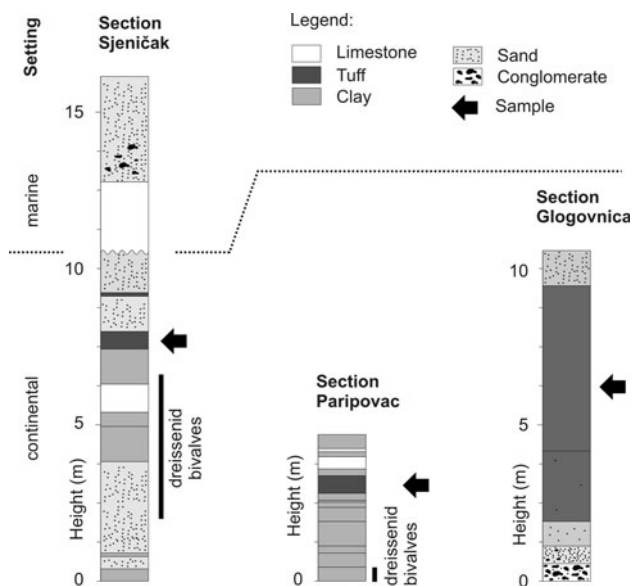 Setting
Section
Sjeničak
Legend:
Limestone
Tuff
Clay
Sand
Conglomerate
Sample
marine
continental
15
10
5
0
Height (m)
dreissenid
bivalves
Section
Paripovac
0
Height (m)
dreissenid
bivalves
Section
Glogovnica
10
5
0
Height (m)